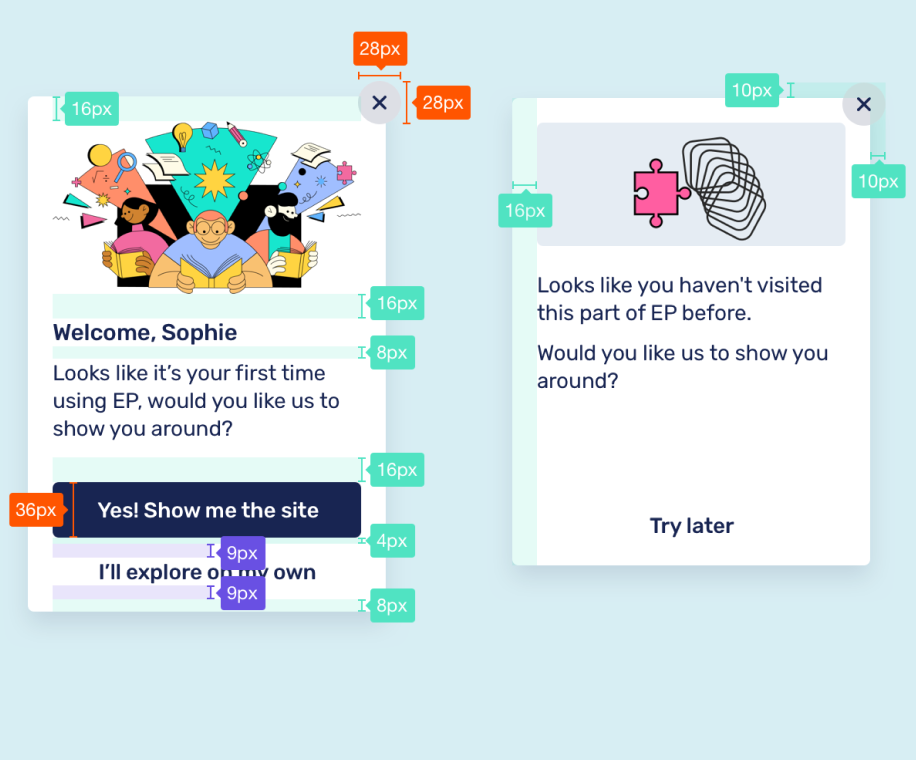 28px
28px
16px
16px
Welcome, Sophie
8px
Looks like it’s your first time
using EP, would you like us to
show you around?
16px
36px
Yes! Show me the site
4px
9px
I’ll explore on my own
9px
8px
10px
10px
16px
Looks like you haven't visited
this part of EP before.
Would you like us to show you
around?
Try later